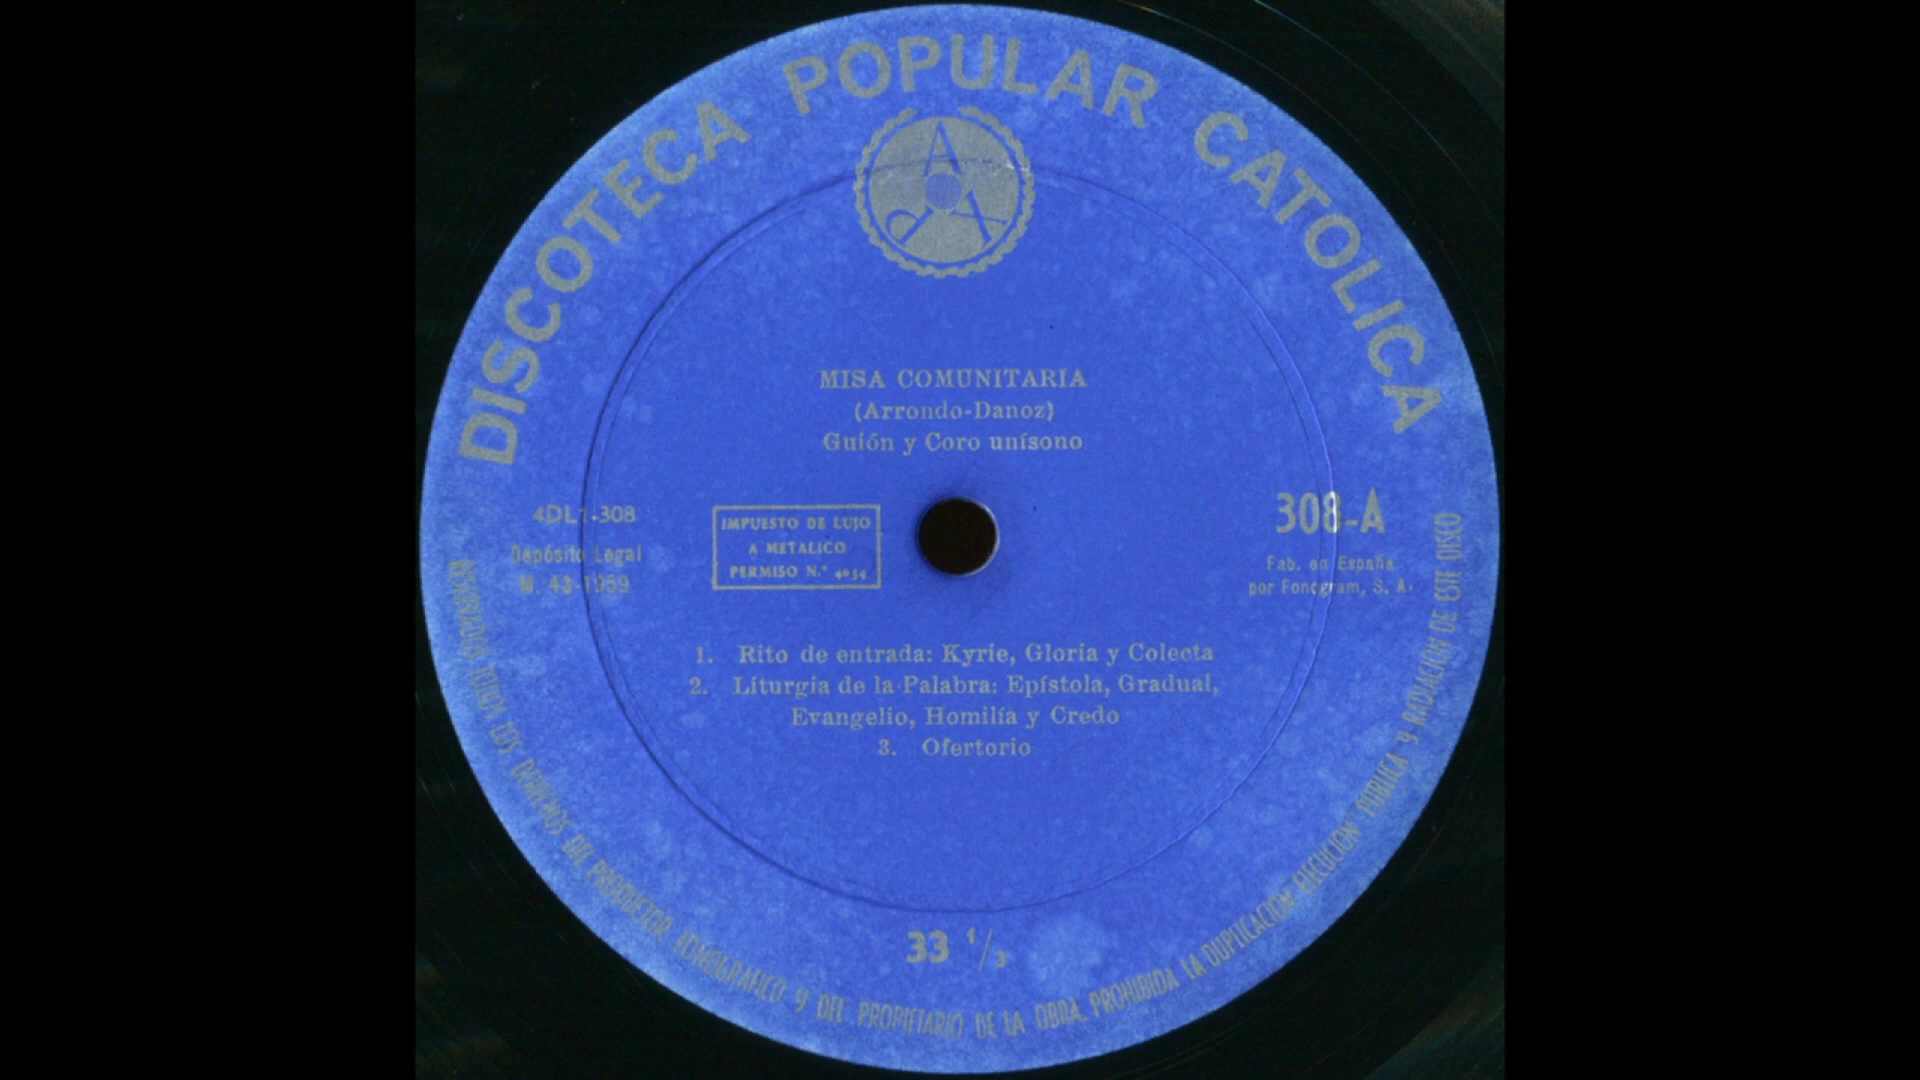 DISCOTECA POPULAR CATOLICA
MISA COMUNITARIA
(Arrondo-Danoz)
Guión y Coro unísono
4DL1-308
Depósito Legal
M. 43-1959
IMPUESTO DE LUJO
A METALICO
PERMISO N.º 4034
308-A
Fab. en España
por Fonogram, S. A.
1. Rito de entrada: Kyrie, Gloria y Colecta
2. Liturgia de la Palabra: Epístola, Gradual,
Evangelio, Homilía y Credo
3. Ofertorio
33 1/3
RESERVADOS TODOS LOS DERECHOS DEL PRODUCTOR FONOGRAFICO Y DEL PROPIETARIO DE LA OBRA. PROHIBIDA LA DUPLICACION, EJECUCION PUBLICA Y RADIACION DE ESTE DISCO